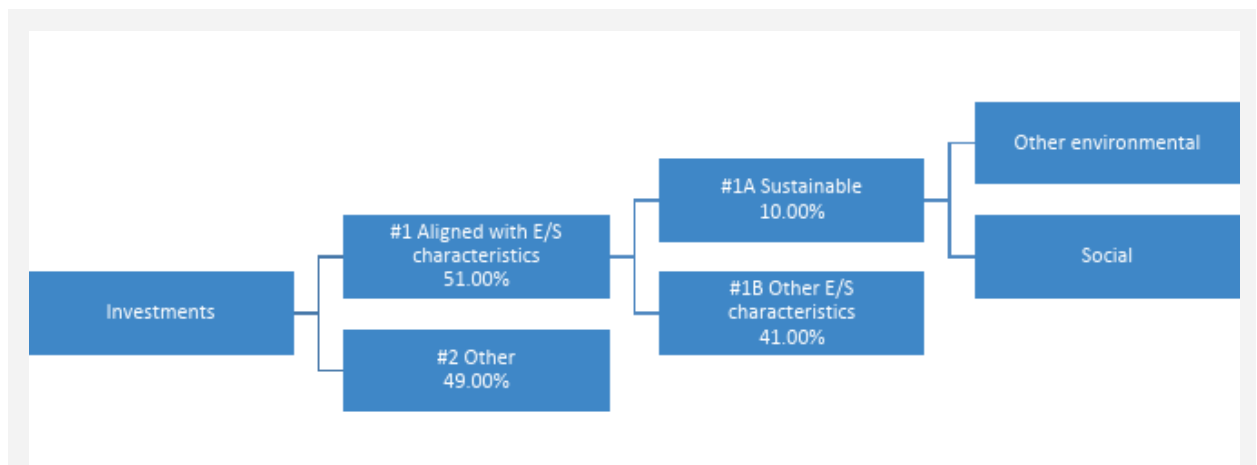 Investments
#1 Aligned with E/S
characteristics
51.00%
#2 Other
49.00%
#1A Sustainable
10.00%
#1B Other E/S
characteristics
41.00%
Other environmental
Social